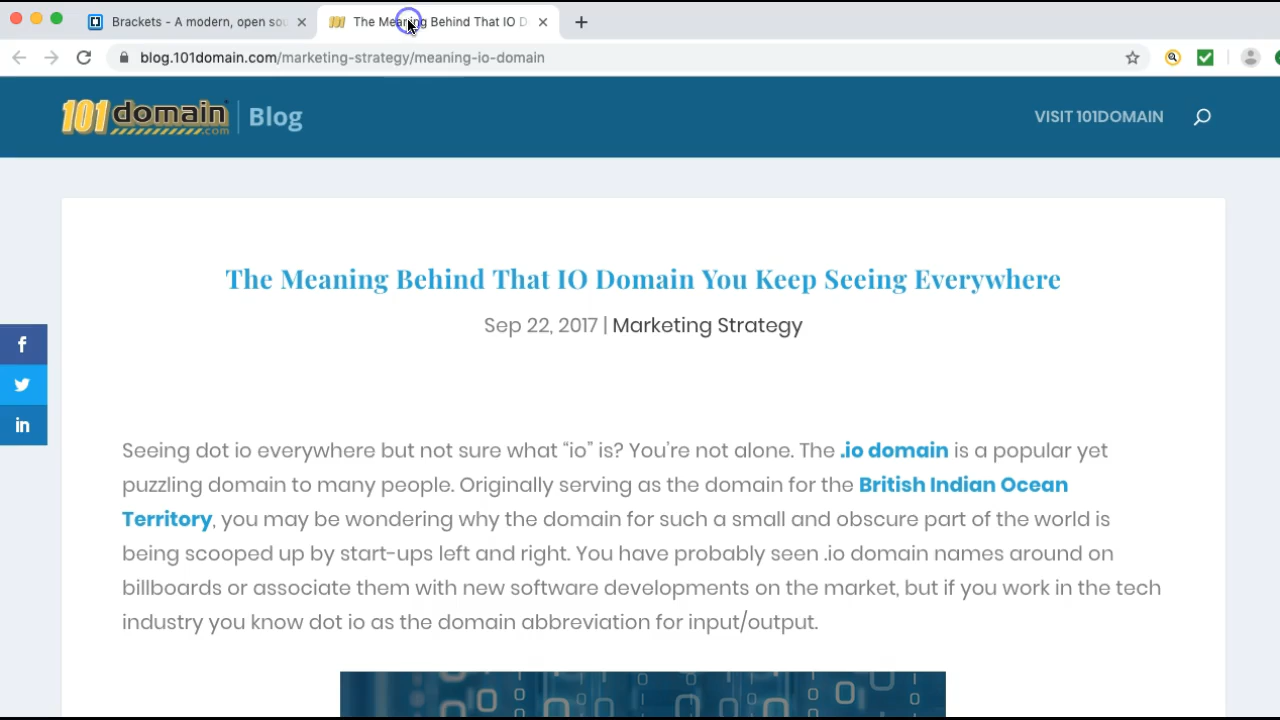 Brackets - A modern, open sou
The Meaning Behind That IO D
blog.101domain.com/marketing-strategy/meaning-io-domain
101domain.com | Blog
VISIT 101DOMAIN
The Meaning Behind That IO Domain You Keep Seeing Everywhere
Sep 22, 2017 | Marketing Strategy
f
in
Seeing dot io everywhere but not sure what “io” is? You're not alone. The .io domain is a popular yet
puzzling domain to many people. Originally serving as the domain for the British Indian Ocean
Territory, you may be wondering why the domain for such a small and obscure part of the world is
being scooped up by start-ups left and right. You have probably seen .io domain names around on
billboards or associate them with new software developments on the market, but if you work in the tech
industry you know dot io as the domain abbreviation for input/output.